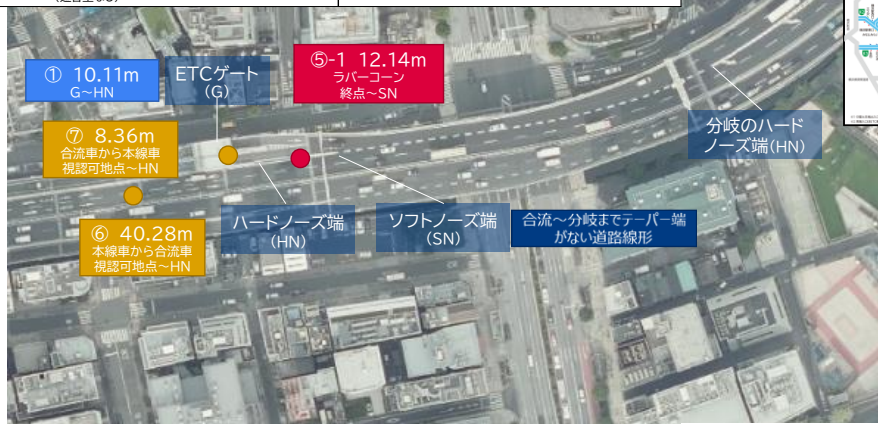 ① 10.11m
G～HN
ETCゲート
(G)
⑤-1 12.14m
ラバーコーン
終点～SN
⑦ 8.36m
合流車から本線車
視認可地点～HN
分岐のハード
ノーズ端(HN)
⑥ 40.28m
本線車から合流車
視認可地点～HN
ハードノーズ端
(HN)
ソフトノーズ端
(SN)
合流～分岐までテーパー端
がない道路線形